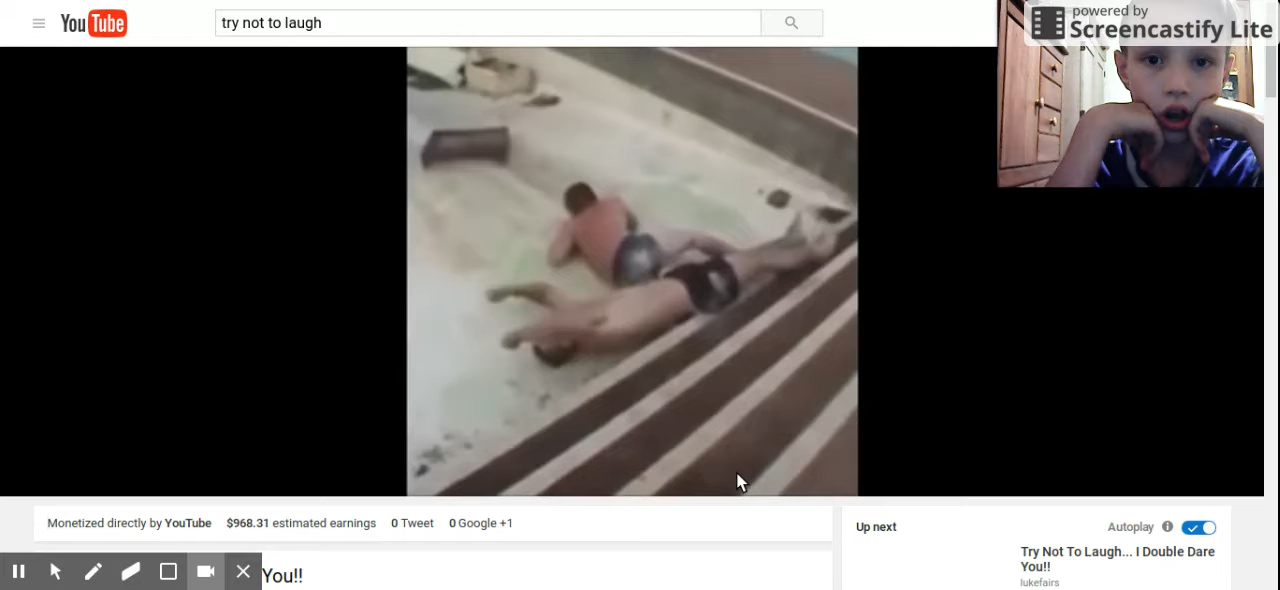 YouTube
try not to laugh
powered by
Screencastify Lite
Monetized directly by YouTube $968.31 estimated earnings 0 Tweet 0 Google +1
Up next
Autoplay
Try Not To Laugh... I Double Dare
You!!
lukefairs
You!!